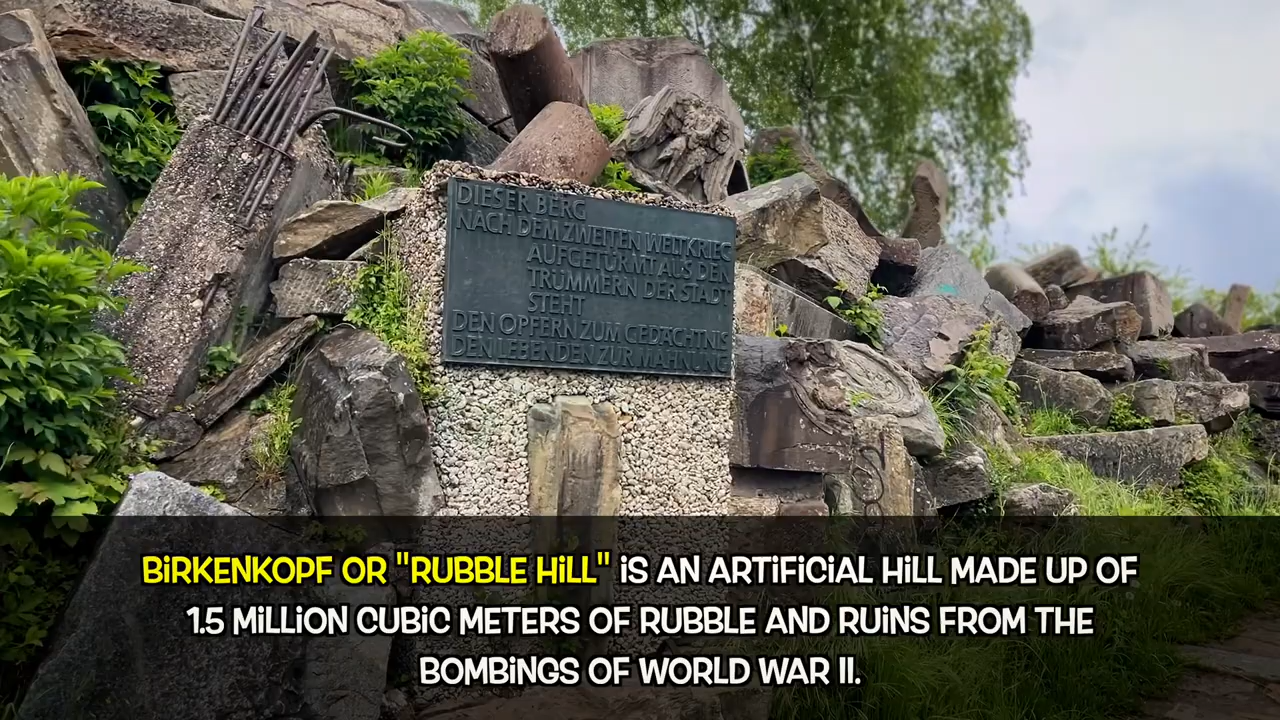 DIESER BERG
NACH DEM ZWEITEN WELTKRIEG
AUFGETÜRMT AUS DEN
TRÜMMERN DER STADT
STEHT
DEN OPFERN ZUM GEDÄCHTNIS
DEN LEBENDEN ZUR MAHNUNG
BIRKENKOPF OR "RUBBLE HILL" IS AN ARTIFICIAL HILL MADE UP OF
1.5 MILLION CUBIC METERS OF RUBBLE AND RUINS FROM THE
BOMBINGS OF WORLD WAR II.